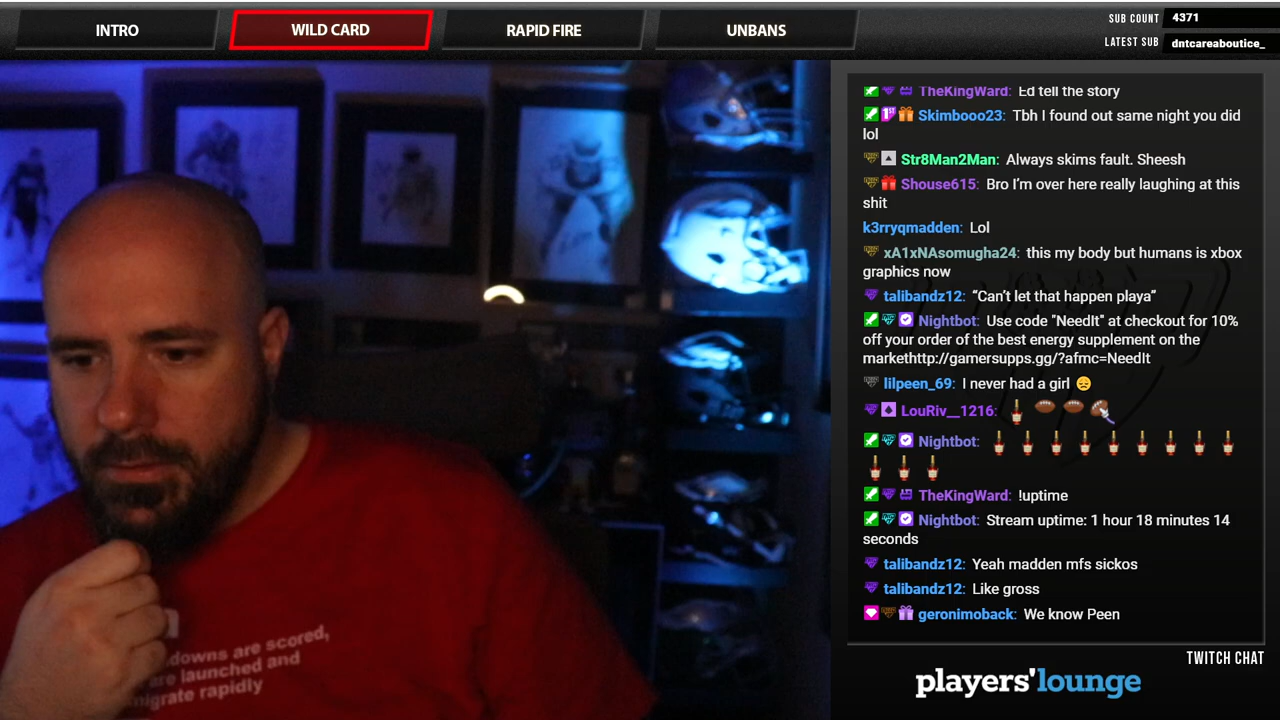 INTRO
WILD CARD
RAPID FIRE
UNBANS
SUB COUNT 4371
LATEST SUB dntcareaboutice_
TheKingWard: Ed tell the story
Skimbooo23: Tbh I found out same night you did
lol
Str8Man2Man: Always skims fault. Sheesh
Shouse615: Bro I’m over here really laughing at this
shit
k3rryqmadden: Lol
xA1xNAsomugha24: this my body but humans is xbox
graphics now
talibandz12: “Can’t let that happen playa”
Nightbot: Use code "NeedIt" at checkout for 10%
off your order of the best energy supplement on the
markethttp://gamersupps.gg/?afmc=NeedIt
lilpeen_69: I never had a girl 😔
LouRiv__1216:
Nightbot:
TheKingWard: !uptime
Nightbot: Stream uptime: 1 hour 18 minutes 14
seconds
talibandz12: Yeah madden mfs sickos
talibandz12: Like gross
geronimoback: We know Peen
TWITCH CHAT
players'lounge
downs are scored,
are launched and
migrate rapidly